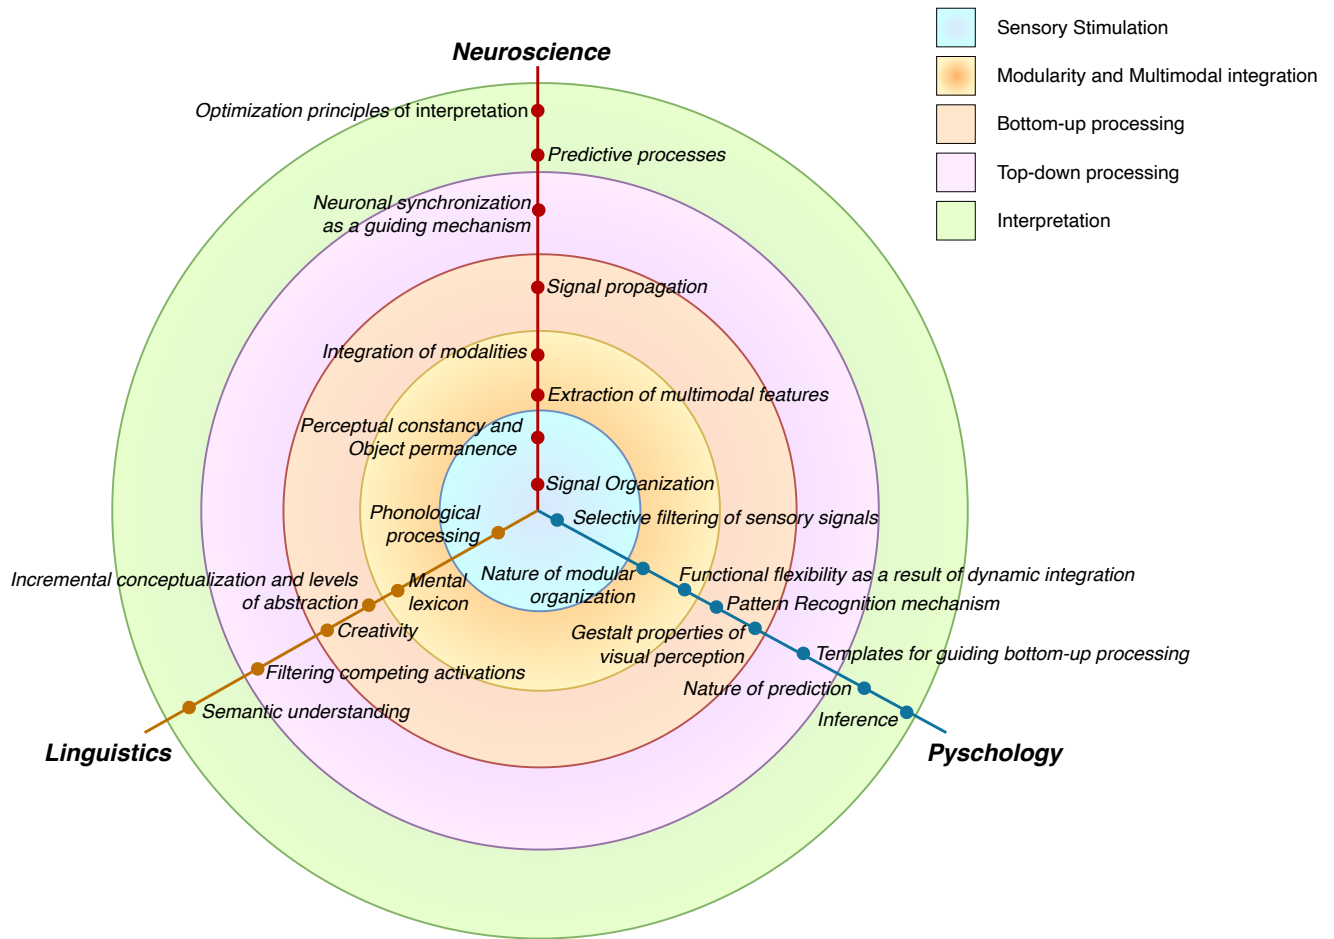 Neuroscience
Optimization principles of interpretation
Predictive processes
Neuronal synchronization
as a guiding mechanism
Signal propagation
Integration of modalities
Extraction of multimodal features
Perceptual constancy and
Object permanence
Signal Organization
Phonological
processing
Selective filtering of sensory signals
Incremental conceptualization and levels
of abstraction
Mental
lexicon
Nature of modular
organization
Functional flexibility as a result of dynamic integration
Pattern Recognition mechanism
Creativity
Gestalt properties of
visual perception
Filtering competing activations
Templates for guiding bottom-up processing
Semantic understanding
Nature of prediction
Inference
Linguistics
Pyschology
Sensory Stimulation
Modularity and Multimodal integration
Bottom-up processing
Top-down processing
Interpretation